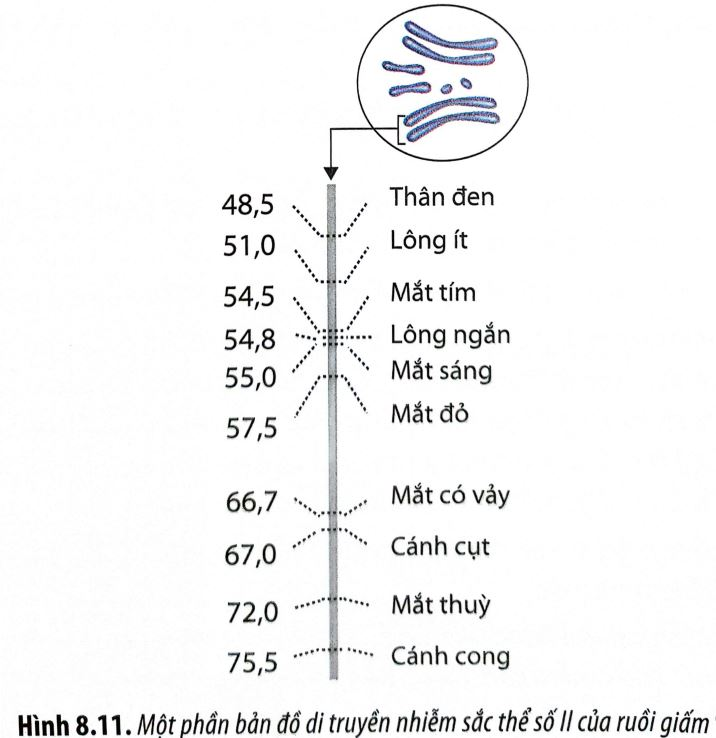 48,5 Thân đen
51,0 Lông ít
54,5 Mắt tím
54,8 Lông ngắn
55,0 Mắt sáng
57,5 Mắt đỏ
66,7 Mắt có vảy
67,0 Cánh cụt
72,0 Mắt thuỳ
75,5 Cánh cong
Hình 8.11. Một phần bản đồ di truyền nhiễm sắc thể số II của ruồi giấm